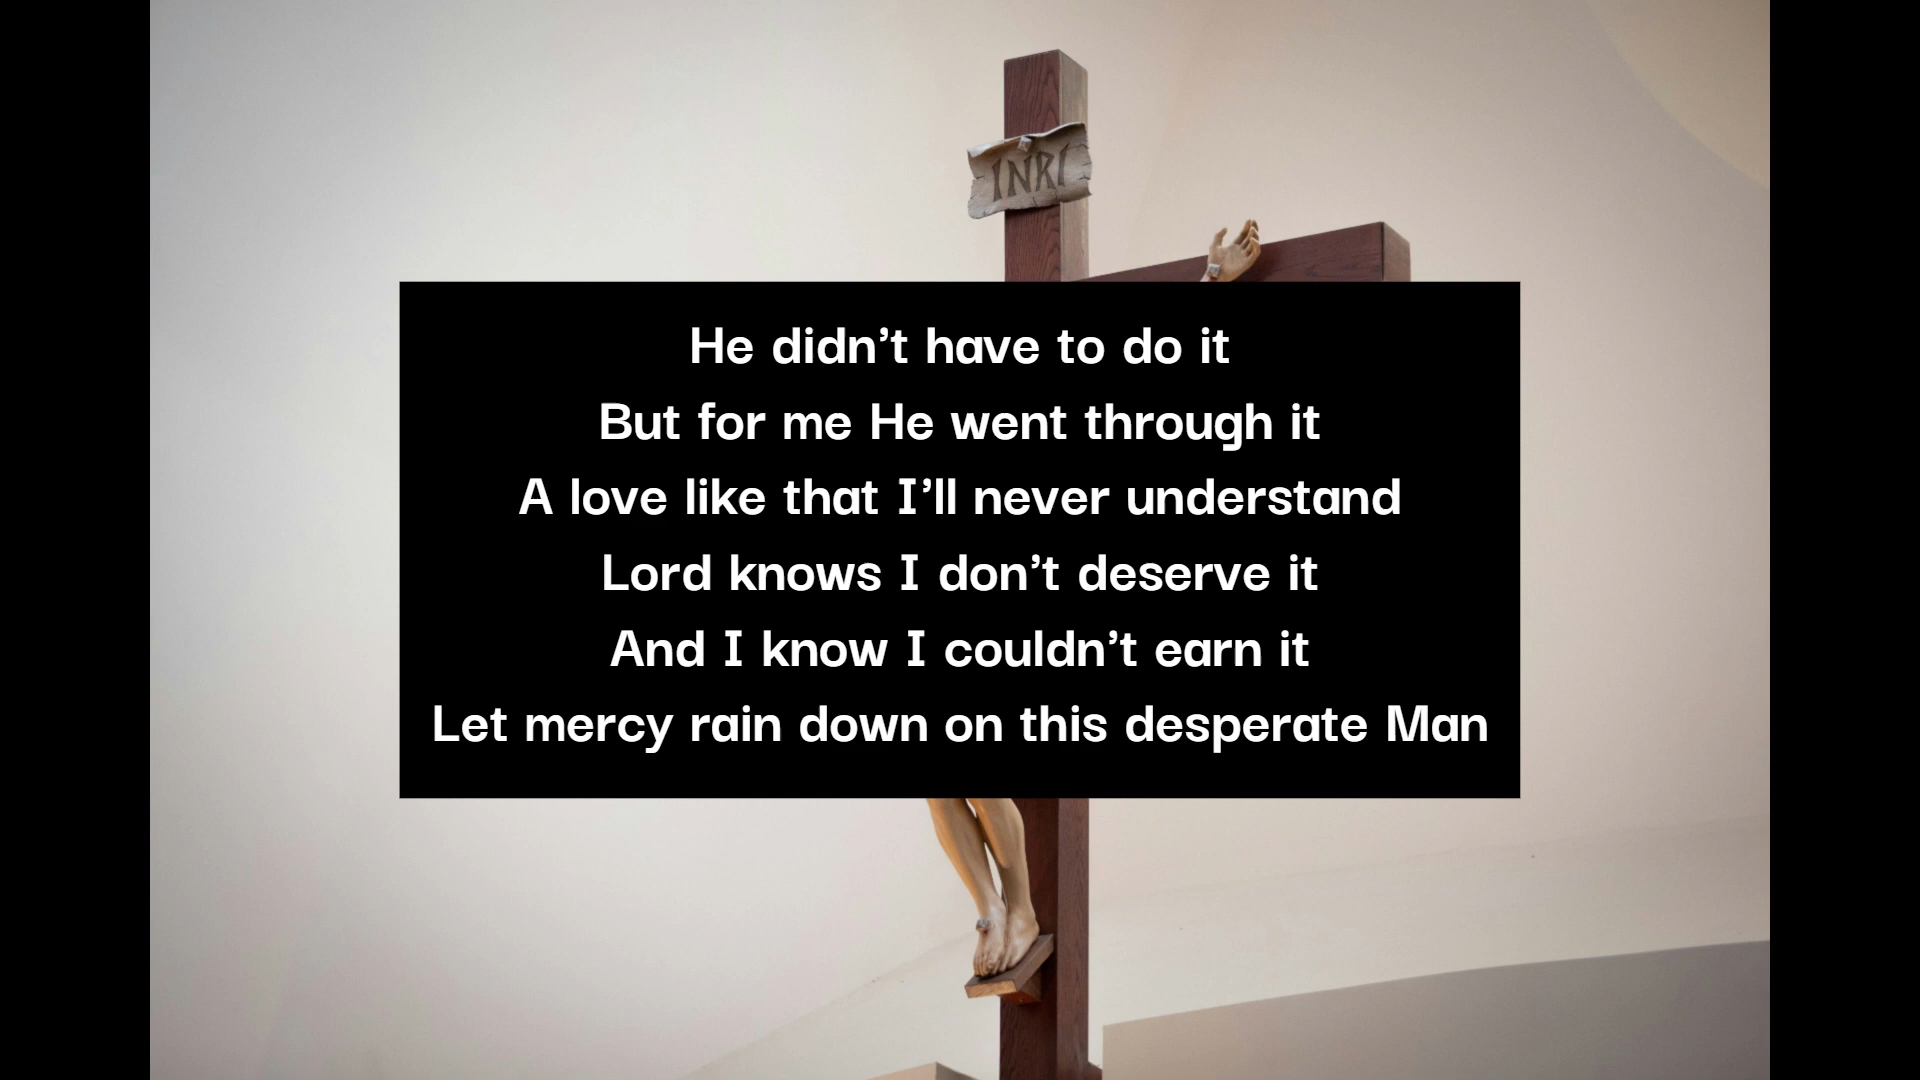 INRI
He didn’t have to do it
But for me He went through it
A love like that I’ll never understand
Lord knows I don’t deserve it
And I know I couldn’t earn it
Let mercy rain down on this desperate Man